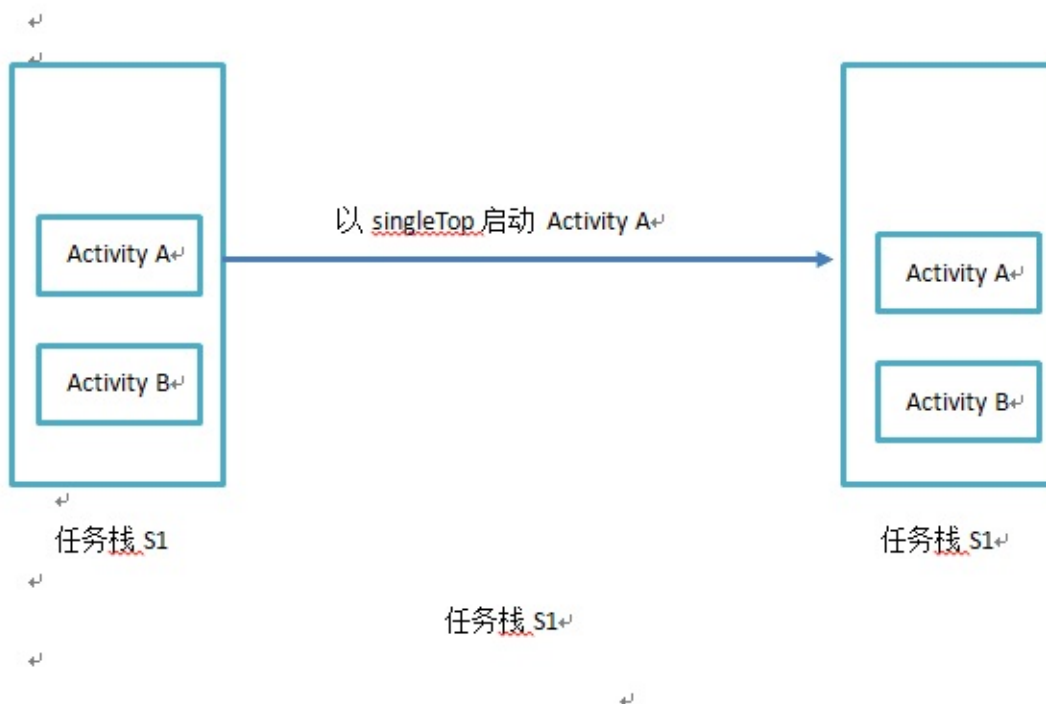 以 singleTop 启动 Activity A
Activity A
Activity A
Activity B
Activity B
任务栈 S1
任务栈 S1
任务栈 S1